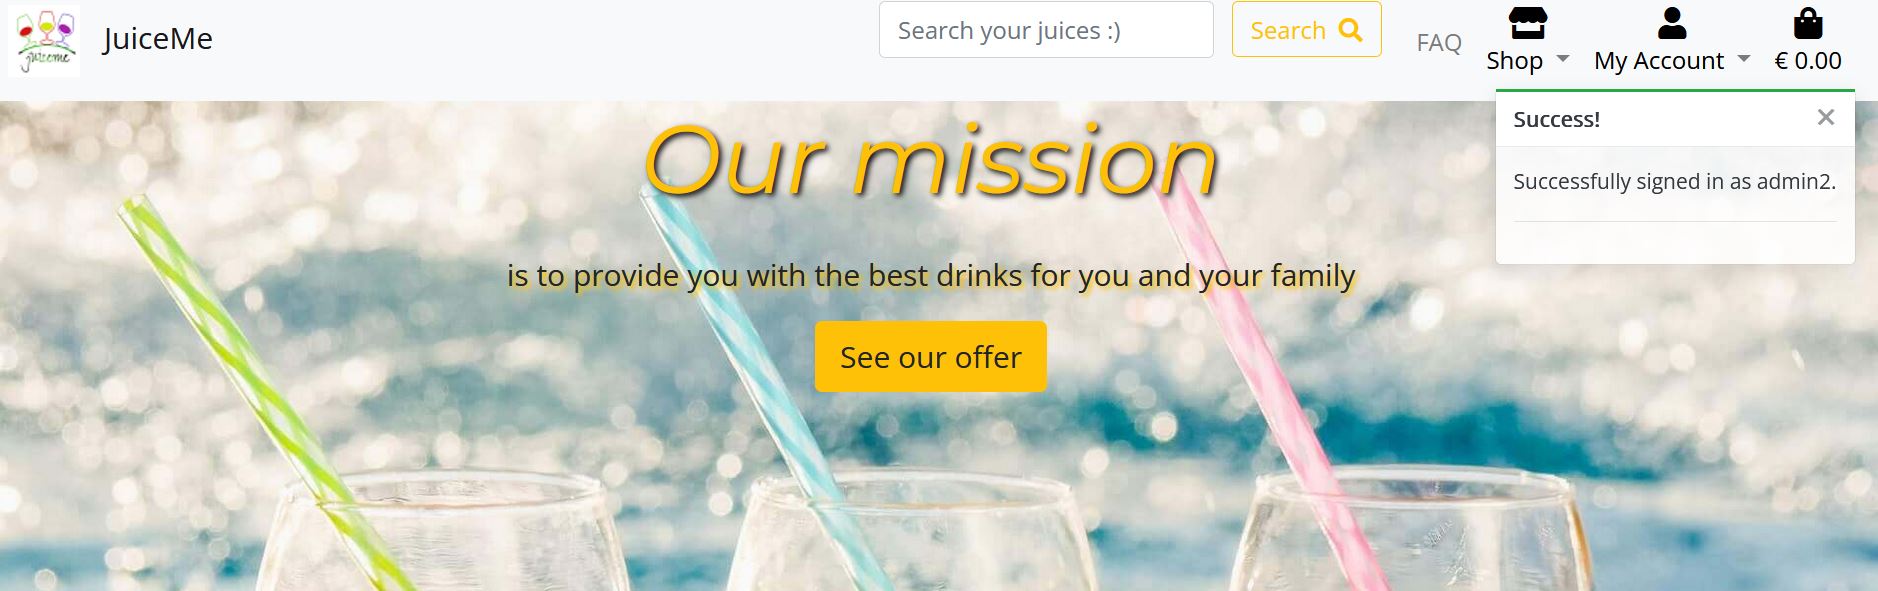 juiceme
JuiceMe
Search your juices :)
Search
FAQ
Shop
My Account
€ 0.00
Success!
Successfully signed in as admin2.
Our mission
is to provide you with the best drinks for you and your family
See our offer